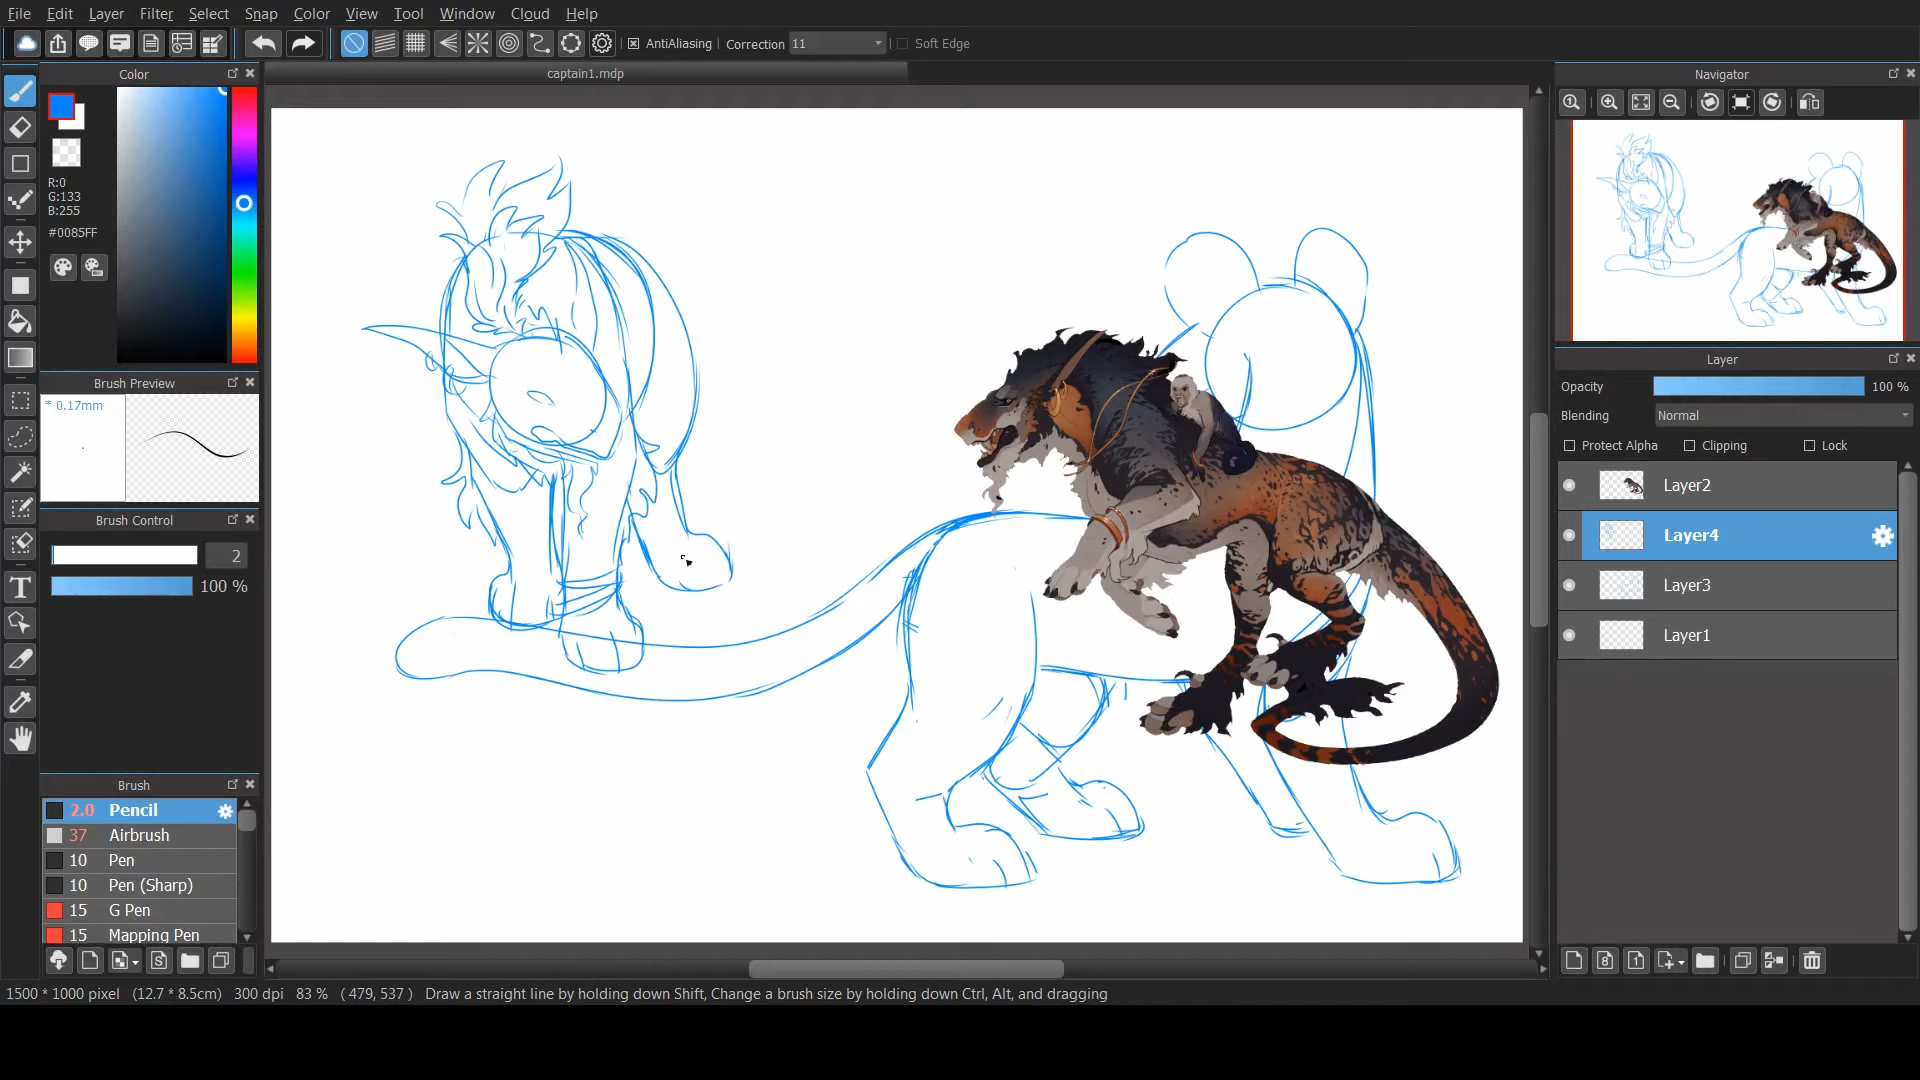 File Edit Layer Filter Select Snap Color View Tool Window Cloud Help
AntiAliasing Correction 11 Soft Edge
Color
captain1.mdp
Navigator
R:0
G:133
B:255
#0085FF
Brush Preview
* 0.17mm
Brush Control
2
100 %
Brush
2.0 Pencil
37 Airbrush
10 Pen
10 Pen (Sharp)
15 G Pen
15 Mapping Pen
Layer
Opacity 100 %
Blending Normal
Protect Alpha Clipping Lock
Layer2
Layer4
Layer3
Layer1
1500 * 1000 pixel (12.7 * 8.5cm) 300 dpi 83 % ( 479, 537 ) Draw a straight line by holding down Shift, Change a brush size by holding down Ctrl, Alt, and dragging